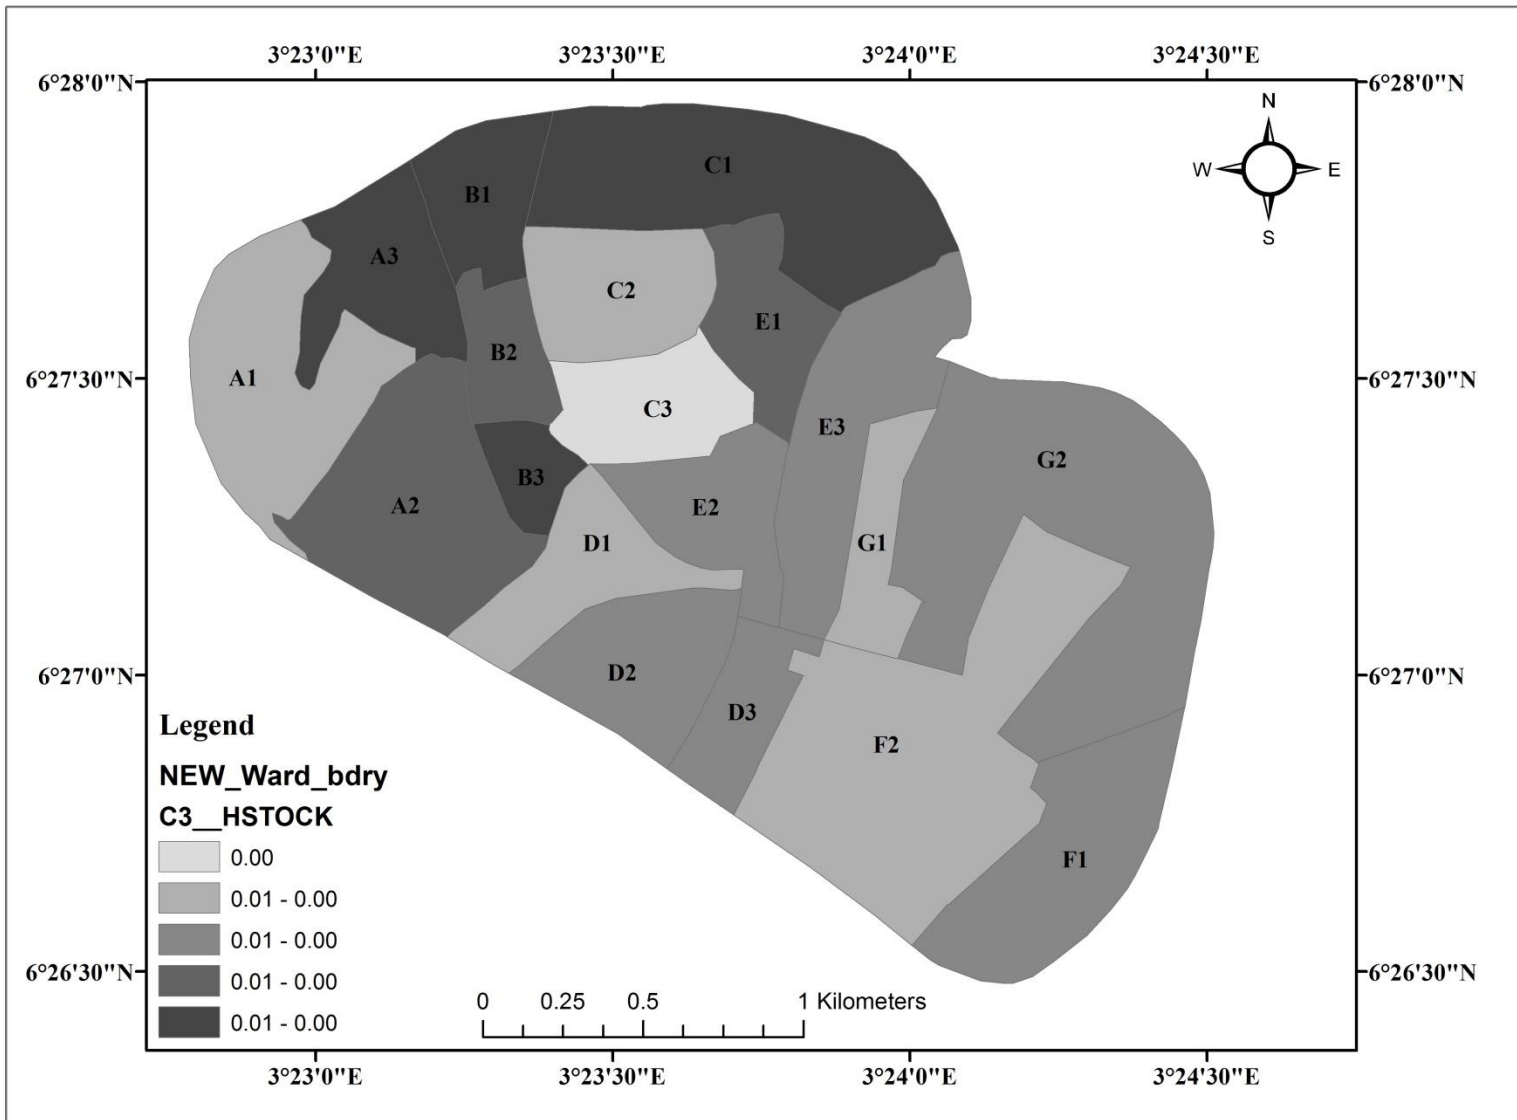 3°23'0"E 3°23'30"E 3°24'0"E 3°24'30"E
6°28'0"N 6°28'0"N
N
W E
S
C1
B1
A3
C2
E1
B2
6°27'30"N A1 6°27'30"N
C3
E3
G2
B3
A2 E2
D1 G1
D2 6°27'0"N 6°27'0"N
D3
F2
F1
Legend
NEW_Ward_bdry
C3__HSTOCK
0.00
0.01 - 0.00
0.01 - 0.00
0.01 - 0.00
0.01 - 0.00
6°26'30"N 6°26'30"N
0 0.25 0.5 1 Kilometers
3°23'0"E 3°23'30"E 3°24'0"E 3°24'30"E